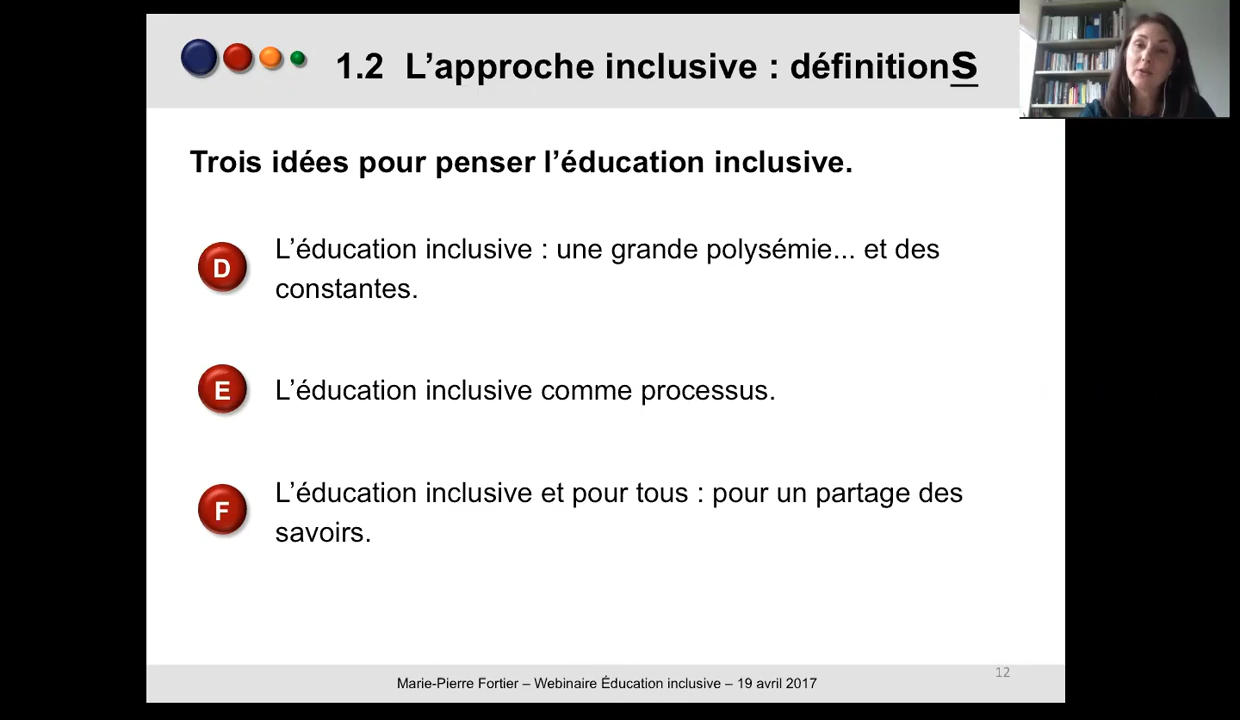 1.2 L’approche inclusive : définitionS
Trois idées pour penser l’éducation inclusive.
D
L’éducation inclusive : une grande polysémie... et des
constantes.
E
L’éducation inclusive comme processus.
F
L’éducation inclusive et pour tous : pour un partage des
savoirs.
12
Marie-Pierre Fortier – Webinaire Éducation inclusive – 19 avril 2017